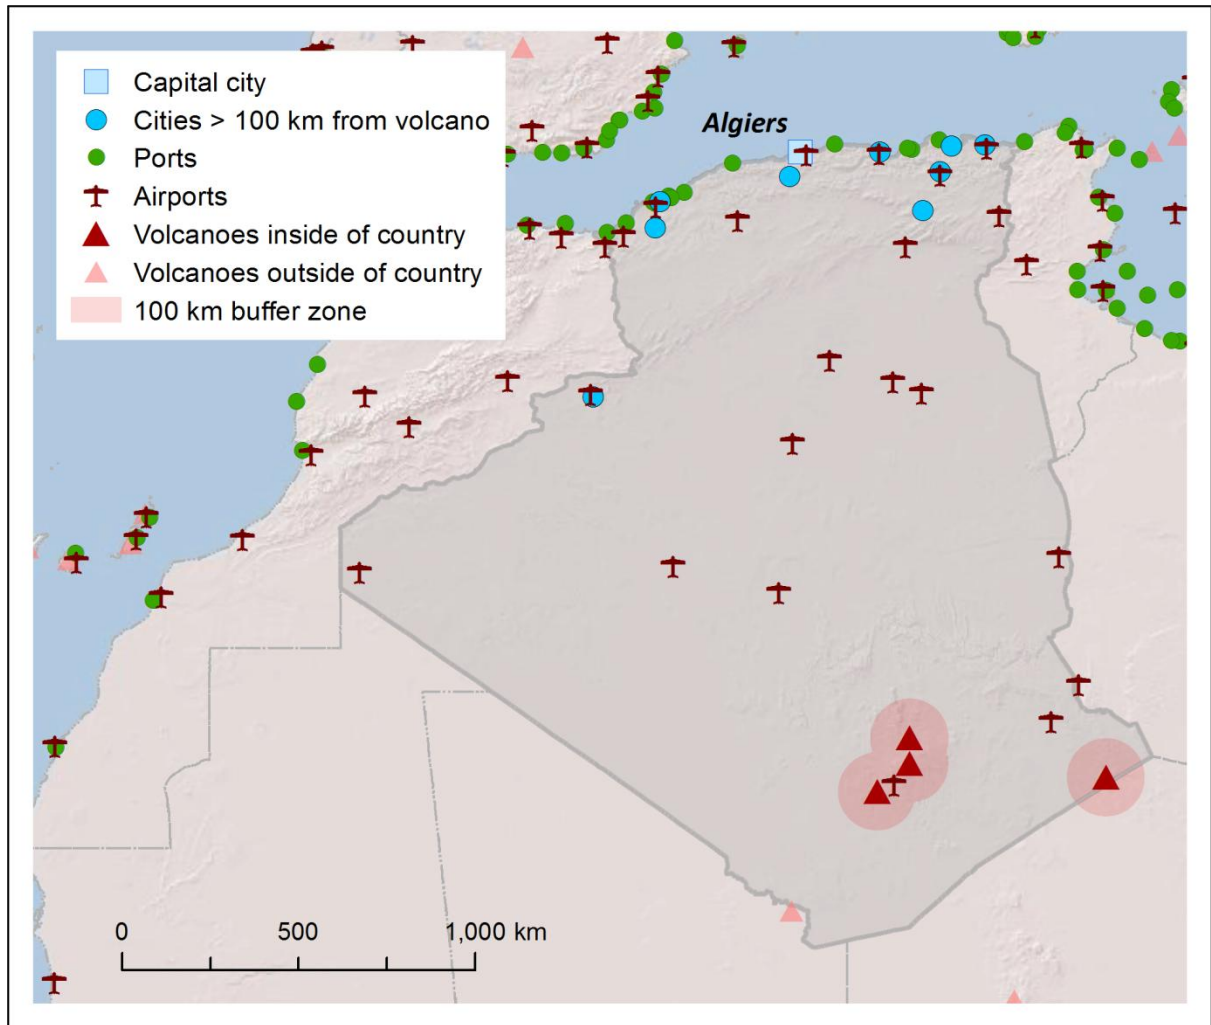 Capital city
Cities > 100 km from volcano
Ports
Airports
Volcanoes inside of country
Volcanoes outside of country
100 km buffer zone
Algiers
0 500 1,000 km